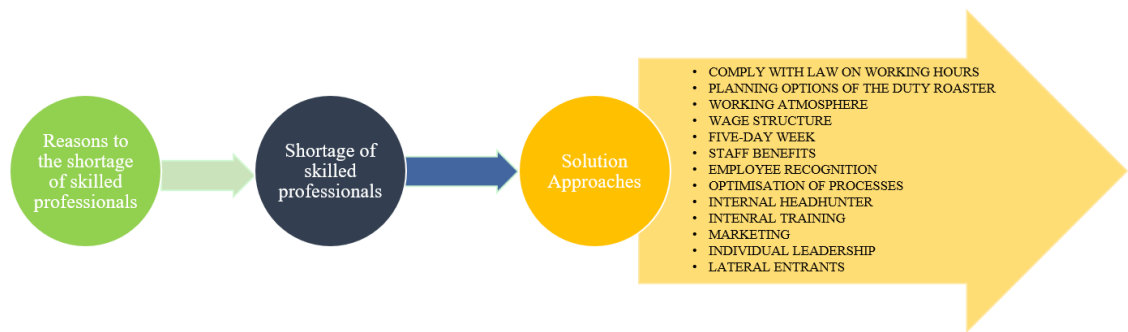 Reasons to
the shortage
of skilled
professionals
Shortage of
skilled
professionals
Solution
Approaches
• COMPLY WITH LAW ON WORKING HOURS
• PLANNING OPTIONS OF THE DUTY ROASTER
• WORKING ATMOSPHERE
• WAGE STRUCTURE
• FIVE-DAY WEEK
• STAFF BENEFITS
• EMPLOYEE RECOGNITION
• OPTIMISATION OF PROCESSES
• INTERNAL HEADHUNTER
• INTENRAL TRAINING
• MARKETING
• INDIVIDUAL LEADERSHIP
• LATERAL ENTRANTS